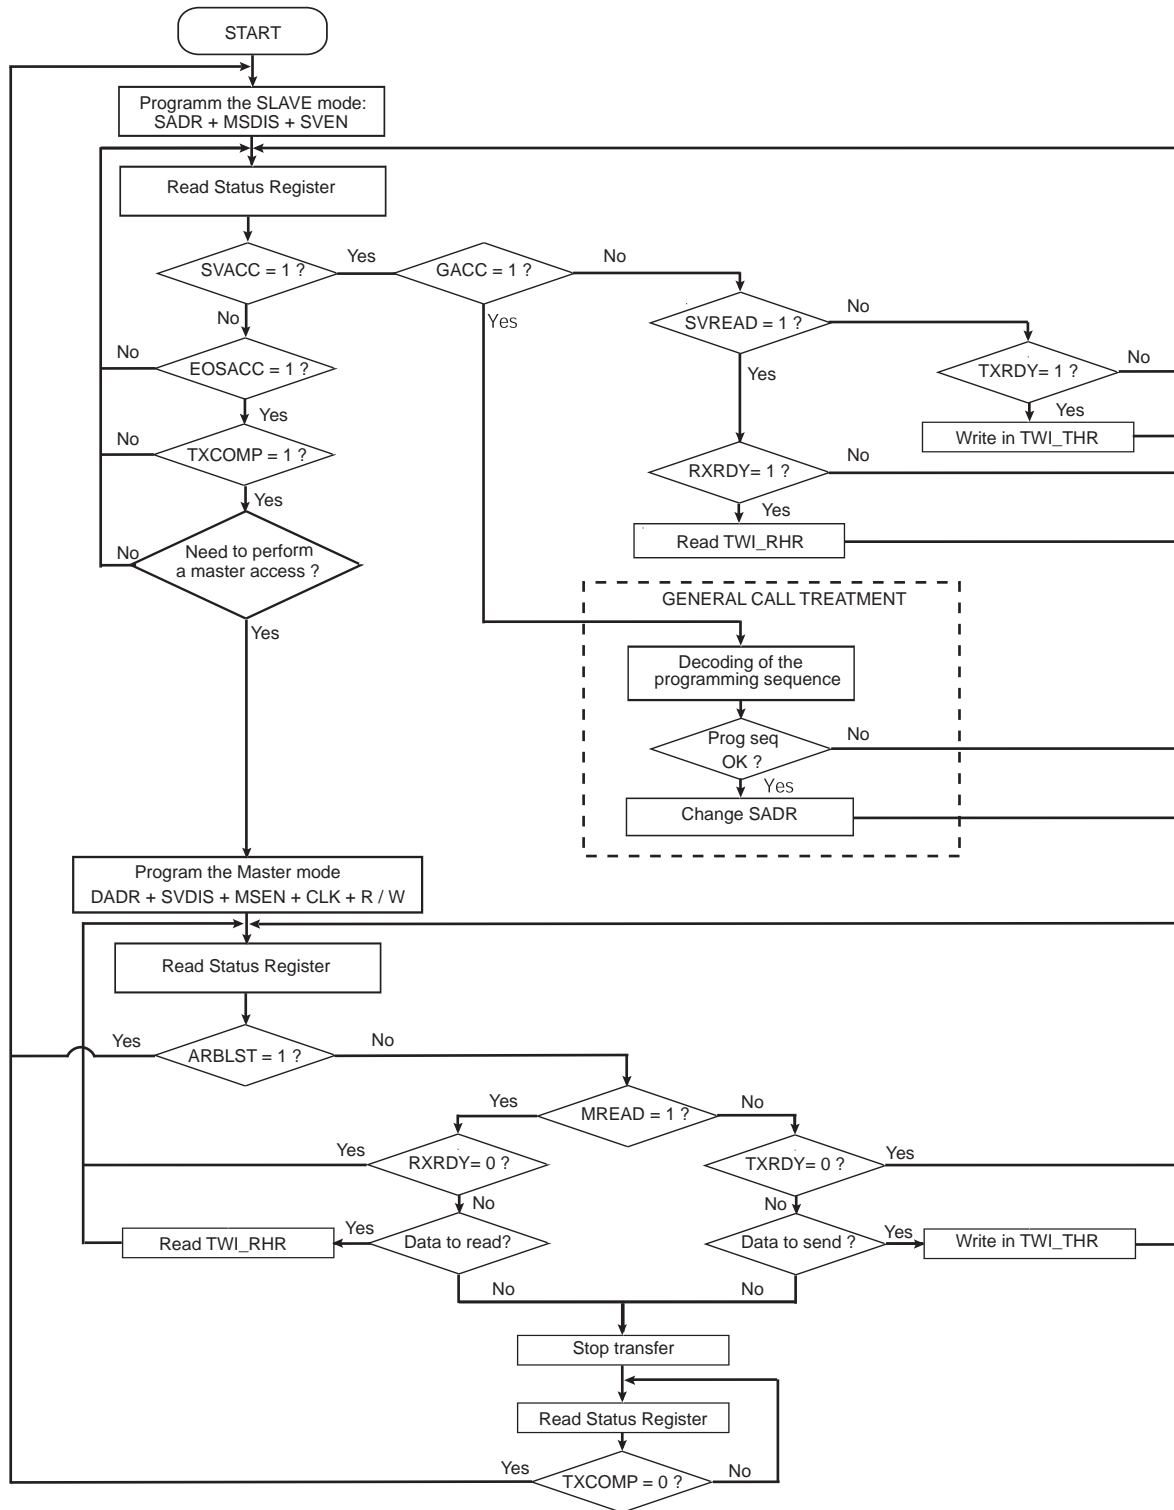 START
Programm the SLAVE mode:
SADR + MSDIS + SVEN
Read Status Register
SVACC = 1 ?
Yes
GACC = 1 ?
No
No
Yes
SVREAD = 1 ?
No
No
EOSACC = 1 ?
Yes
TXRDY= 1 ?
No
Yes
Yes
Write in TWI_THR
No
TXCOMP = 1 ?
RXRDY= 1 ?
No
Yes
Yes
Read TWI_RHR
No
Need to perform
a master access ?
Yes
GENERAL CALL TREATMENT
Decoding of the
programming sequence
Prog seq
OK ?
No
Yes
Change SADR
Program the Master mode
DADR + SVDIS + MSEN + CLK + R / W
Read Status Register
Yes
ARBLST = 1 ?
No
Yes
MREAD = 1 ?
No
Yes
RXRDY= 0 ?
TXRDY= 0 ?
Yes
No
No
Read TWI_RHR
Yes
Data to read?
Data to send ?
Yes
Write in TWI_THR
No
No
Stop transfer
Read Status Register
Yes
TXCOMP = 0 ?
No